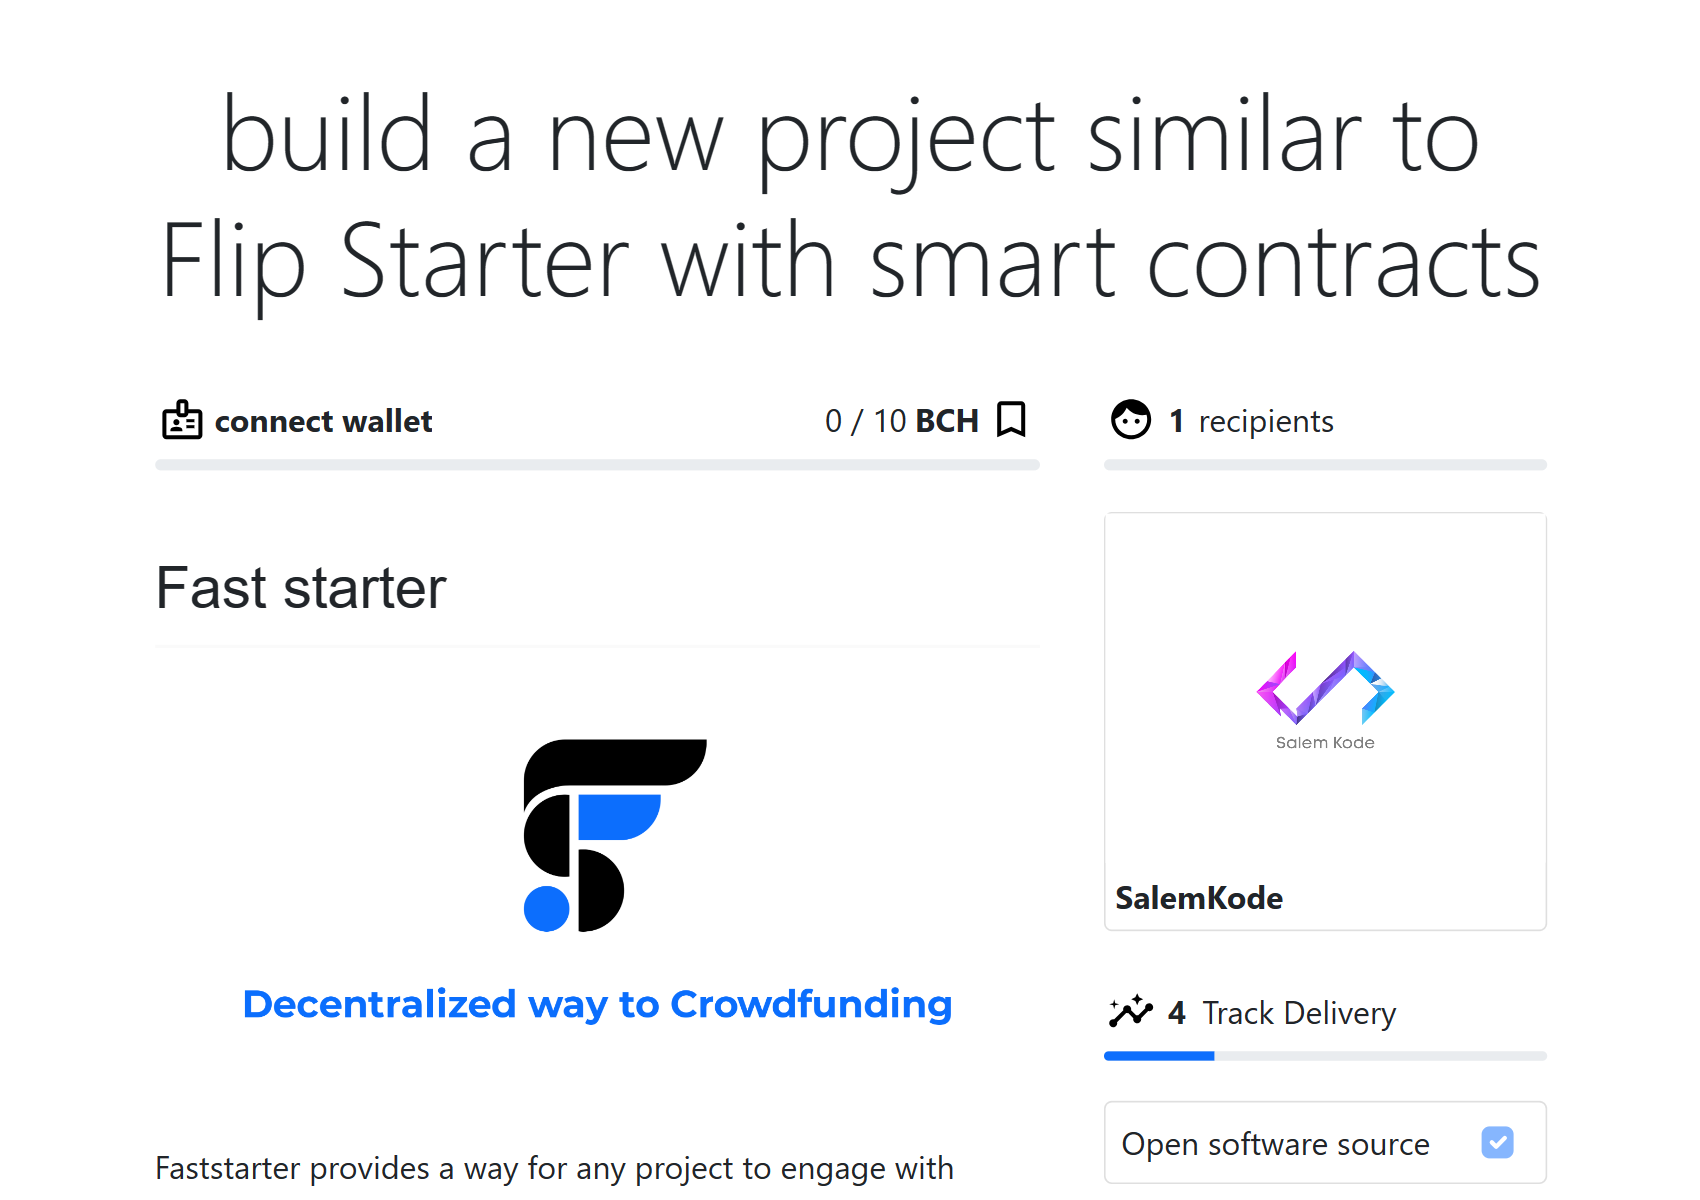 build a new project similar to
Flip Starter with smart contracts
connect wallet
0 / 10 BCH
1 recipients
Fast starter
Decentralized way to Crowdfunding
Faststarter provides a way for any project to engage with
Salem Kode
SalemKode
4 Track Delivery
Open software source